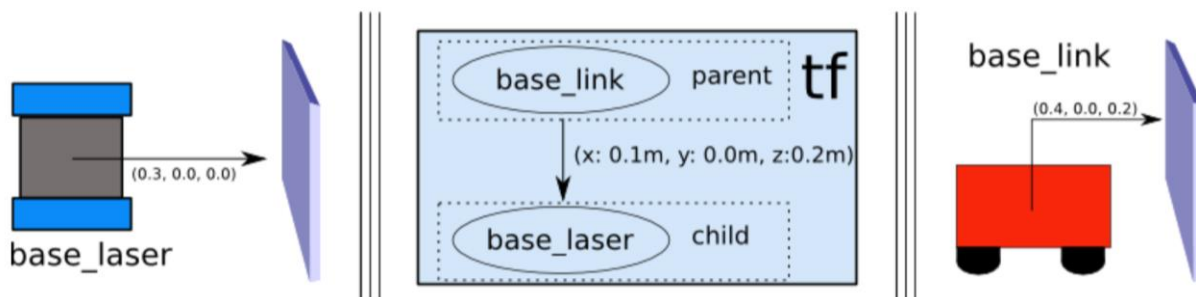 (0.3, 0.0, 0.0)
base_laser
base_link
parent
tf
(x: 0.1m, y: 0.0m, z:0.2m)
base_laser
child
base_link
(0.4, 0.0, 0.2)